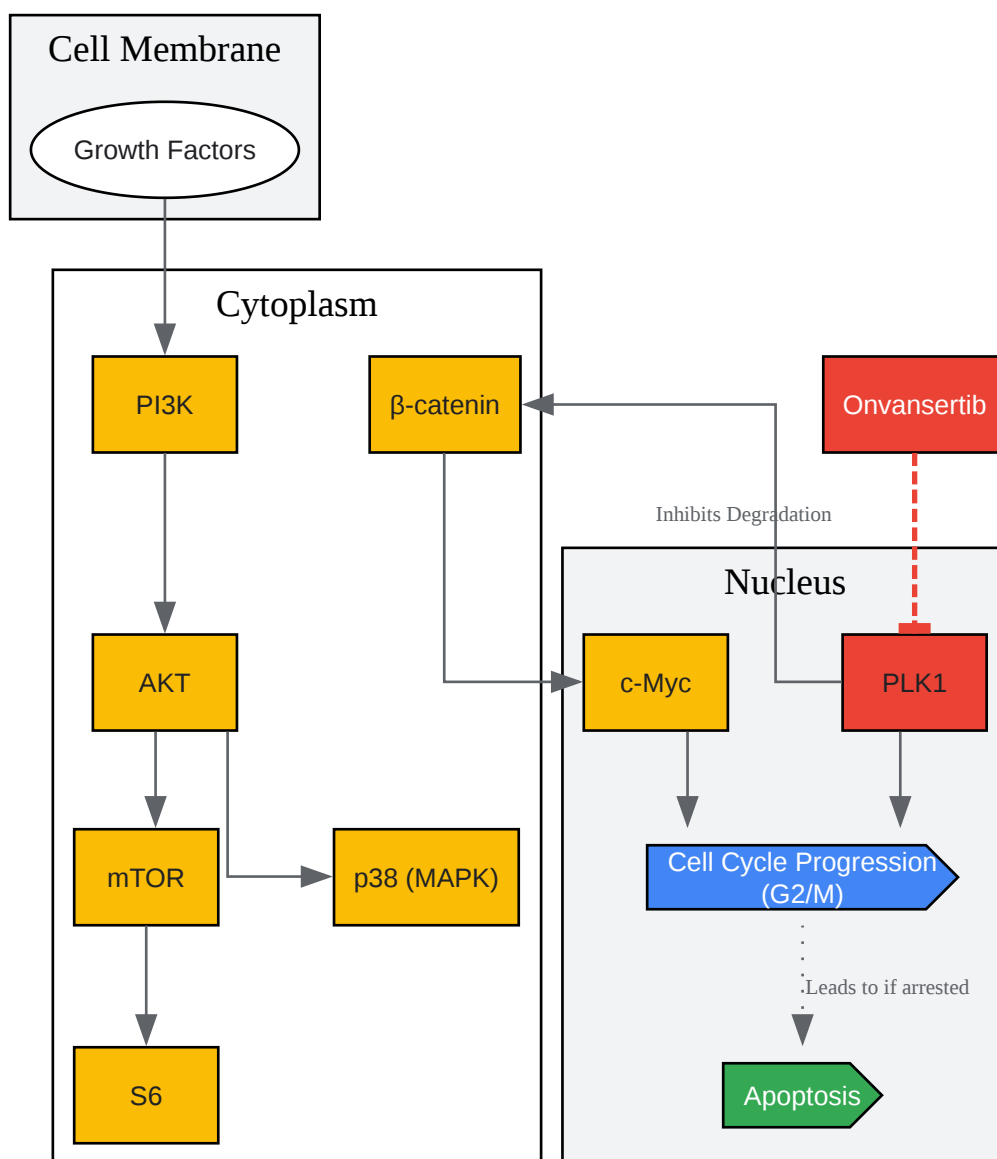 Cell Membrane
Growth Factors
Cytoplasm
PI3K
β-catenin
Onvansertib
Inhibits Degradation
Nucleus
AKT
c-Myc
PLK1
mTOR
p38 (MAPK)
Cell Cycle Progression
(G2/M)
Leads to if arrested
S6
Apoptosis